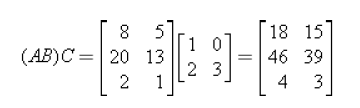 (AB)C = [8 5; 20 13; 2 1] [1 0; 2 3] = [18 15; 46 39; 4 3]